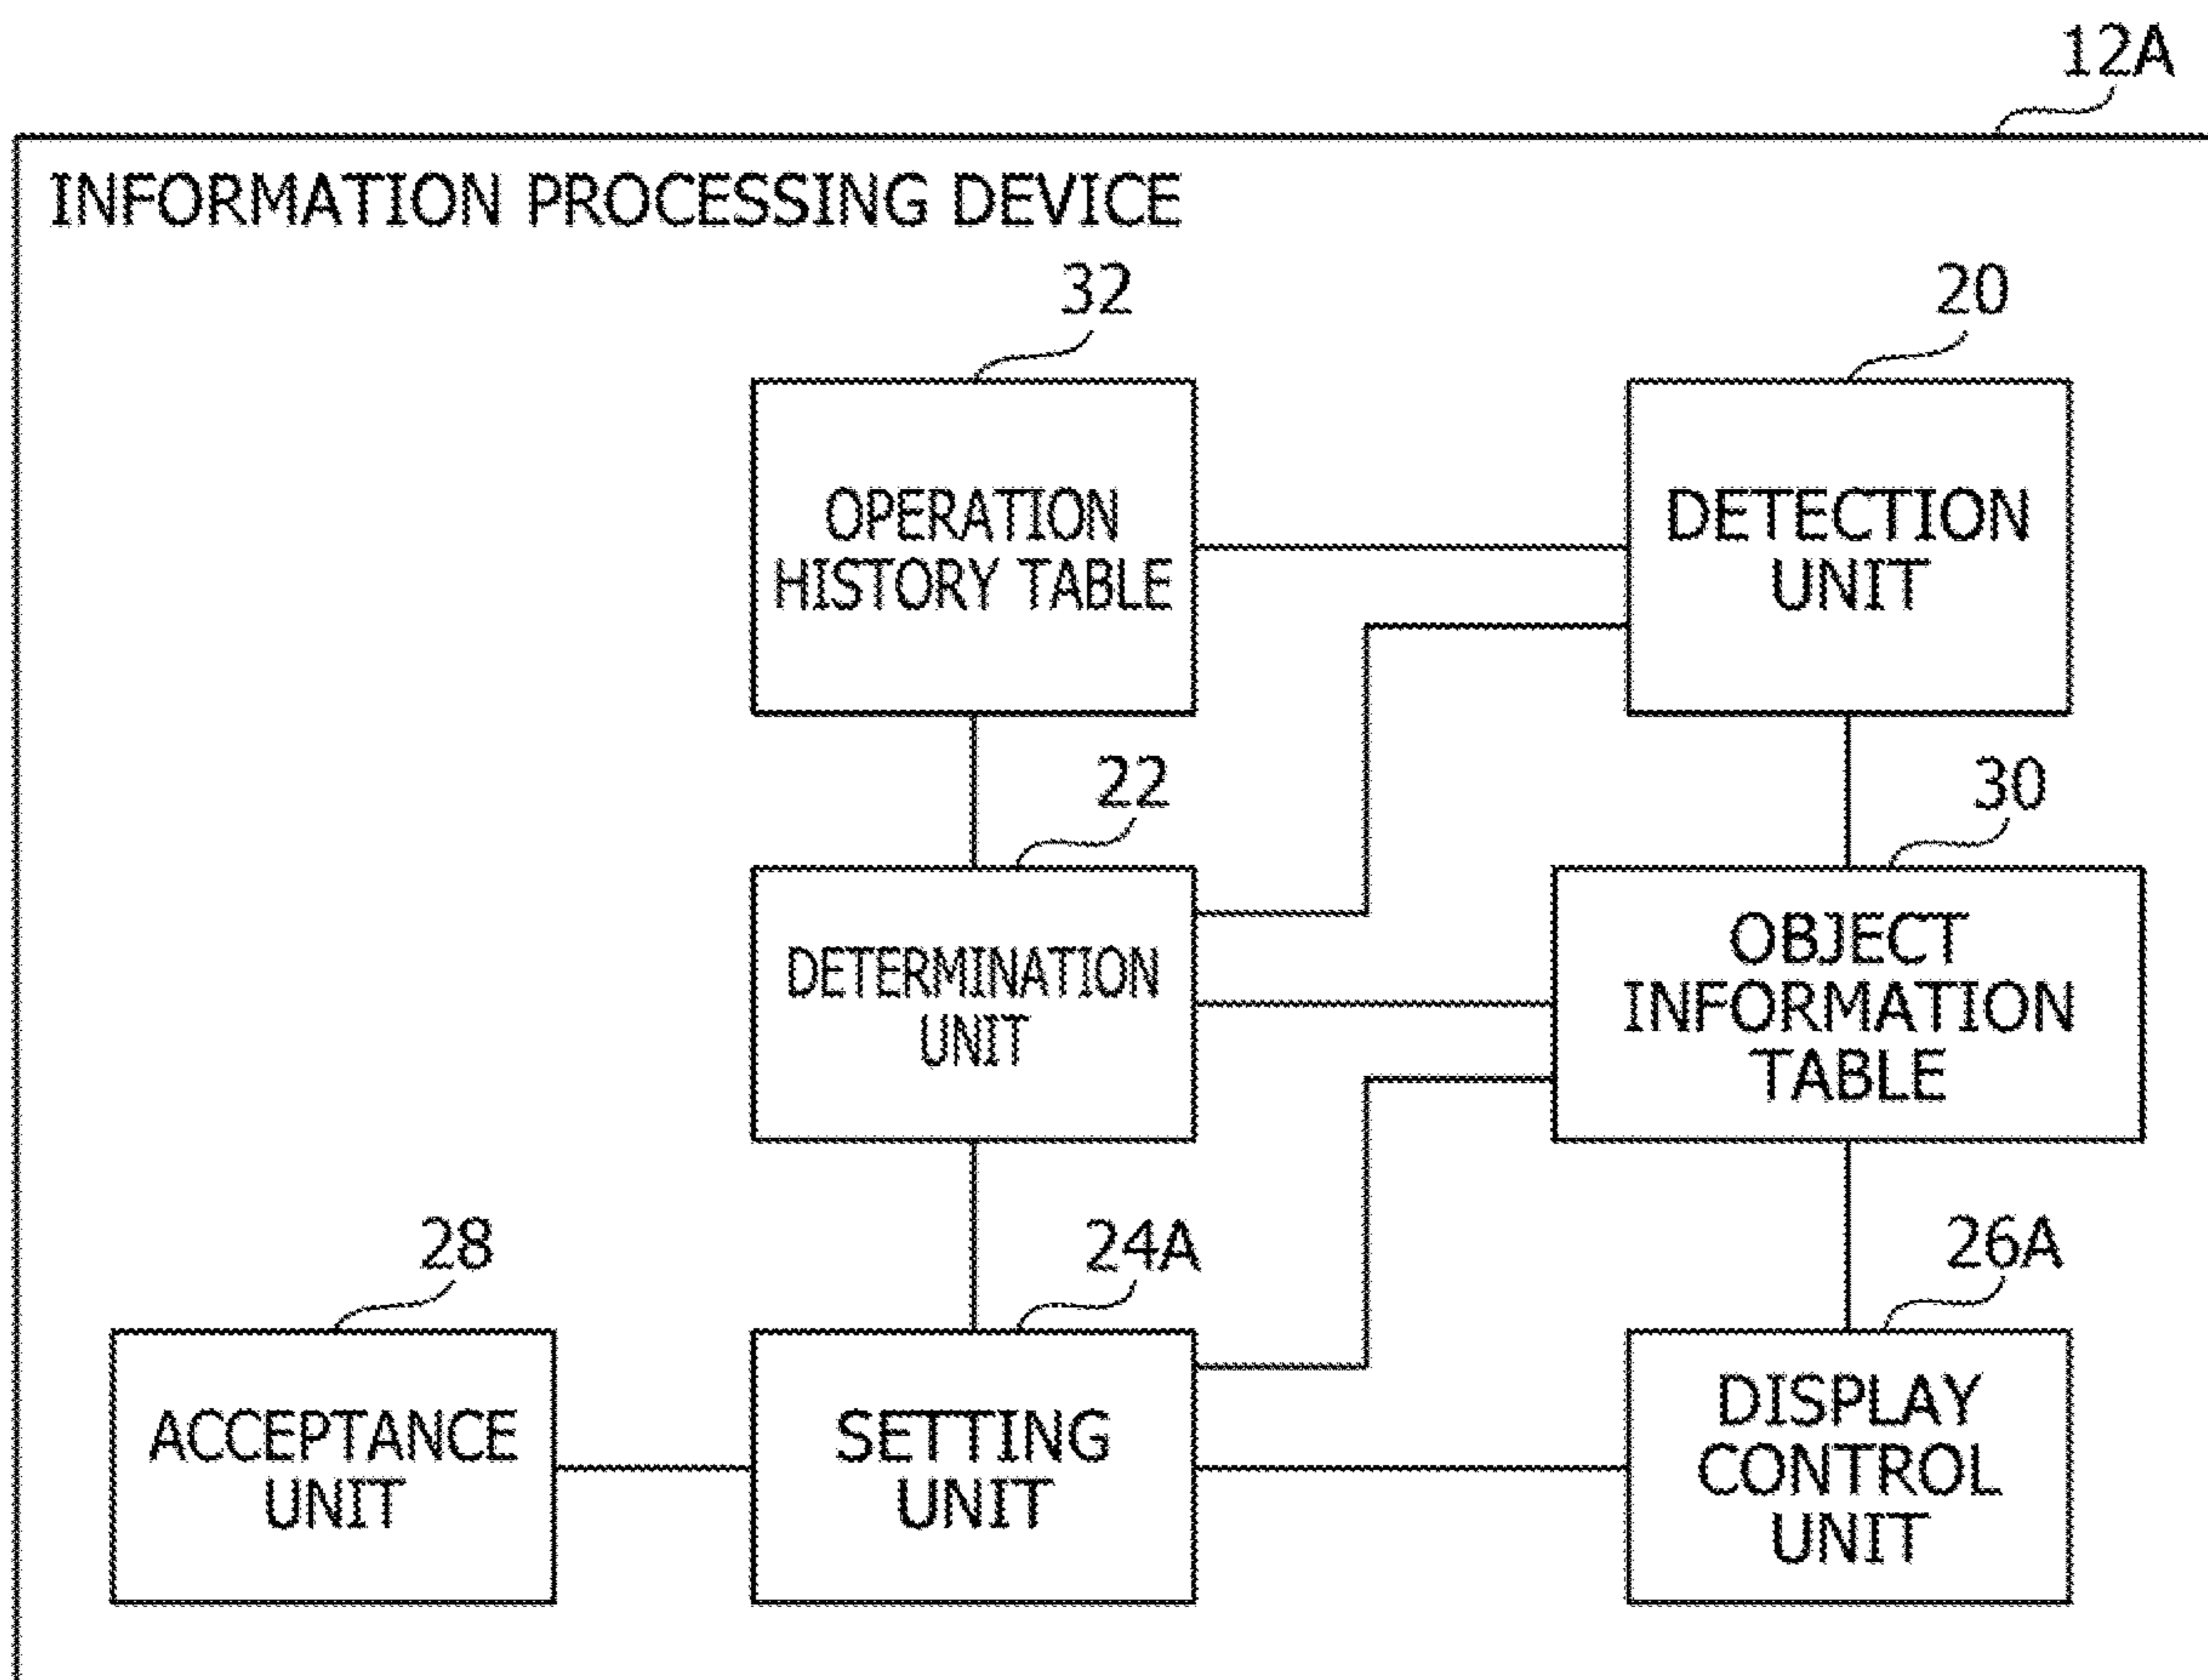 12A
INFORMATION PROCESSING DEVICE
32
20
OPERATION
HISTORY TABLE
DETECTION
UNIT
22
30
DETERMINATION
UNIT
OBJECT
INFORMATION
TABLE
28
24A
26A
ACCEPTANCE
UNIT
SETTING
UNIT
DISPLAY
CONTROL
UNIT